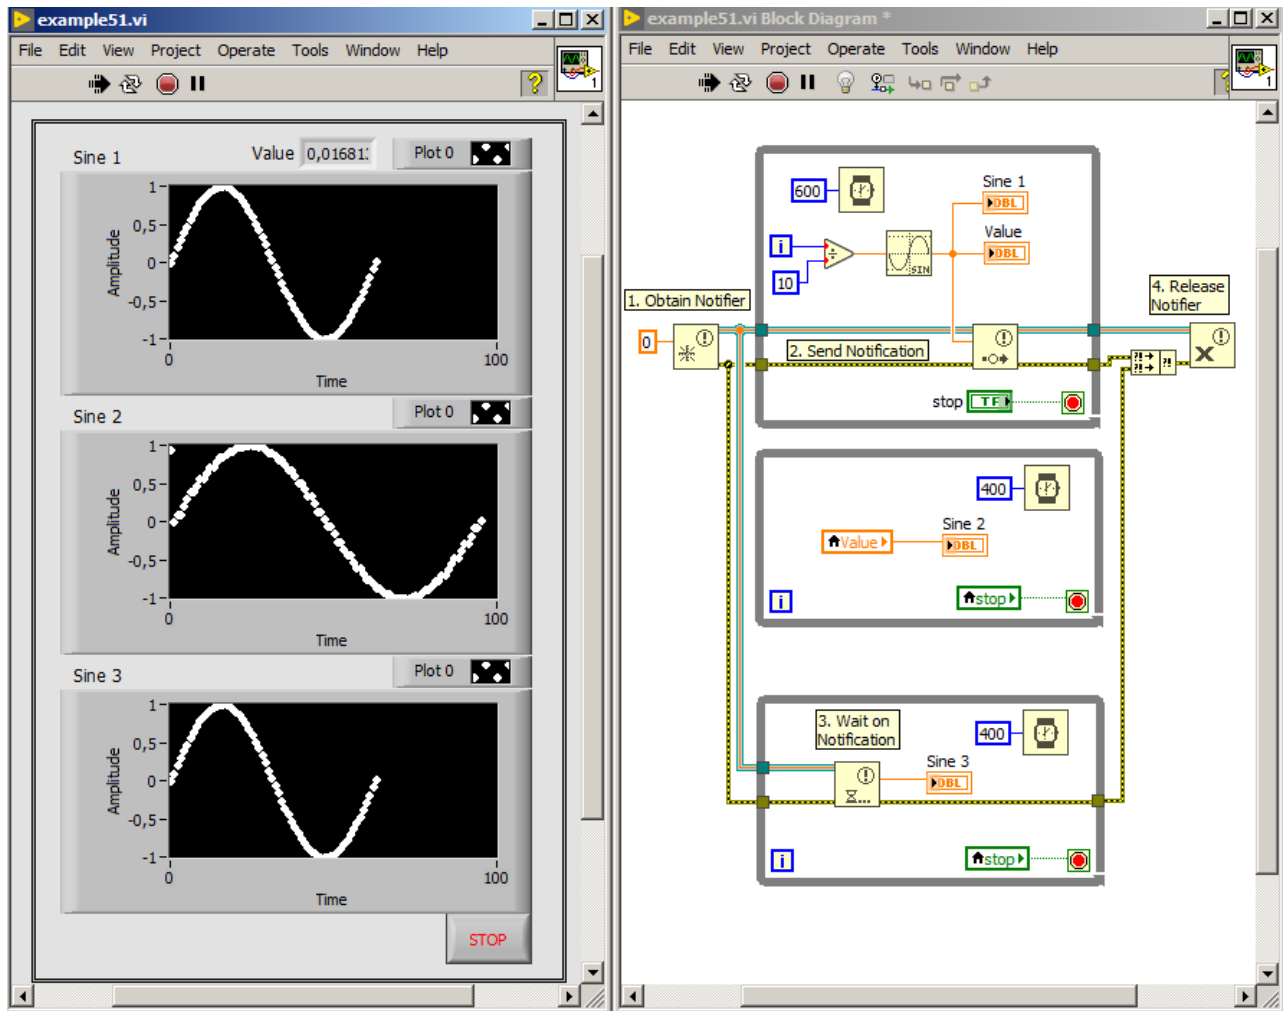 example51.vi
File Edit View Project Operate Tools Window Help
?
1
Sine 1
Value 0,01681
Plot 0
1
0,5
0
-0,5
-1
Amplitude
0 100
Time
Sine 2
Plot 0
1
0,5
0
-0,5
-1
Amplitude
0 100
Time
Sine 3
Plot 0
1
0,5
0
-0,5
-1
Amplitude
0 100
Time
STOP
example51.vi Block Diagram *
File Edit View Project Operate Tools Window Help
1
600
Sine 1
DBL
i
Value
DBL
SIN
10
1. Obtain Notifier
4. Release
Notifier
0
2. Send Notification
stop TF
400
Sine 2
Value
DBL
i
stop
3. Wait on
Notification
400
Sine 3
DBL
i
stop